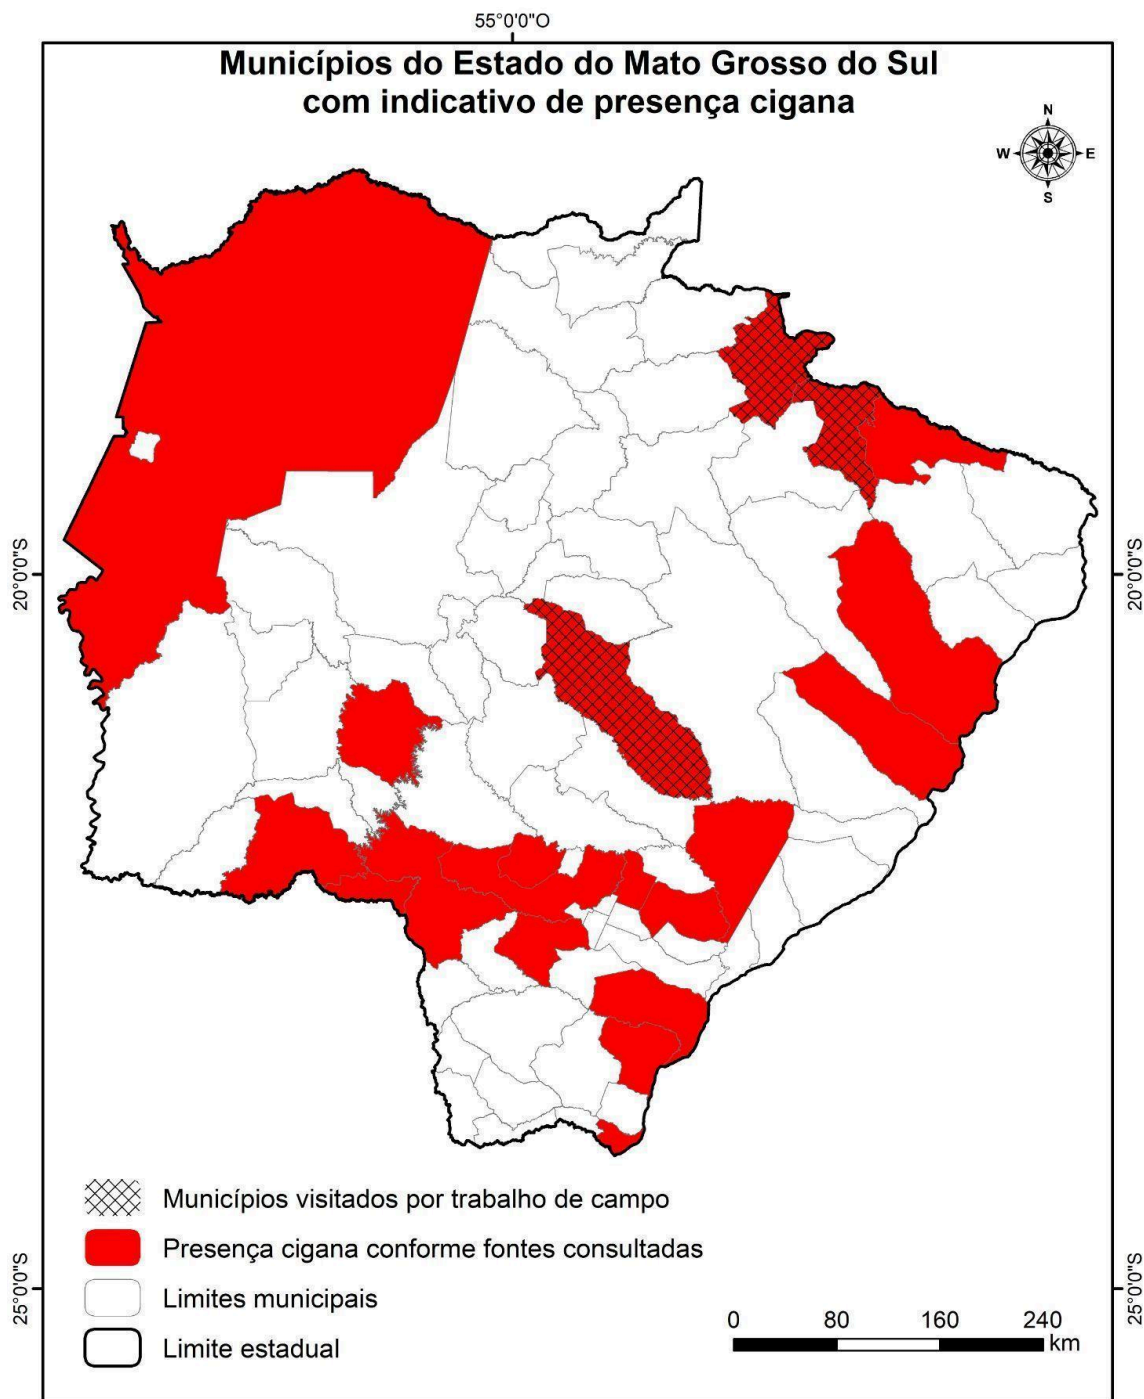 55°0'0"O
Municípios do Estado do Mato Grosso do Sul
com indicativo de presença cigana
N
W E
S
20°0'0"S
20°0'0"S
Municípios visitados por trabalho de campo
Presença cigana conforme fontes consultadas
Limites municipais
Limite estadual
25°0'0"S
25°0'0"S
0 80 160 240
km